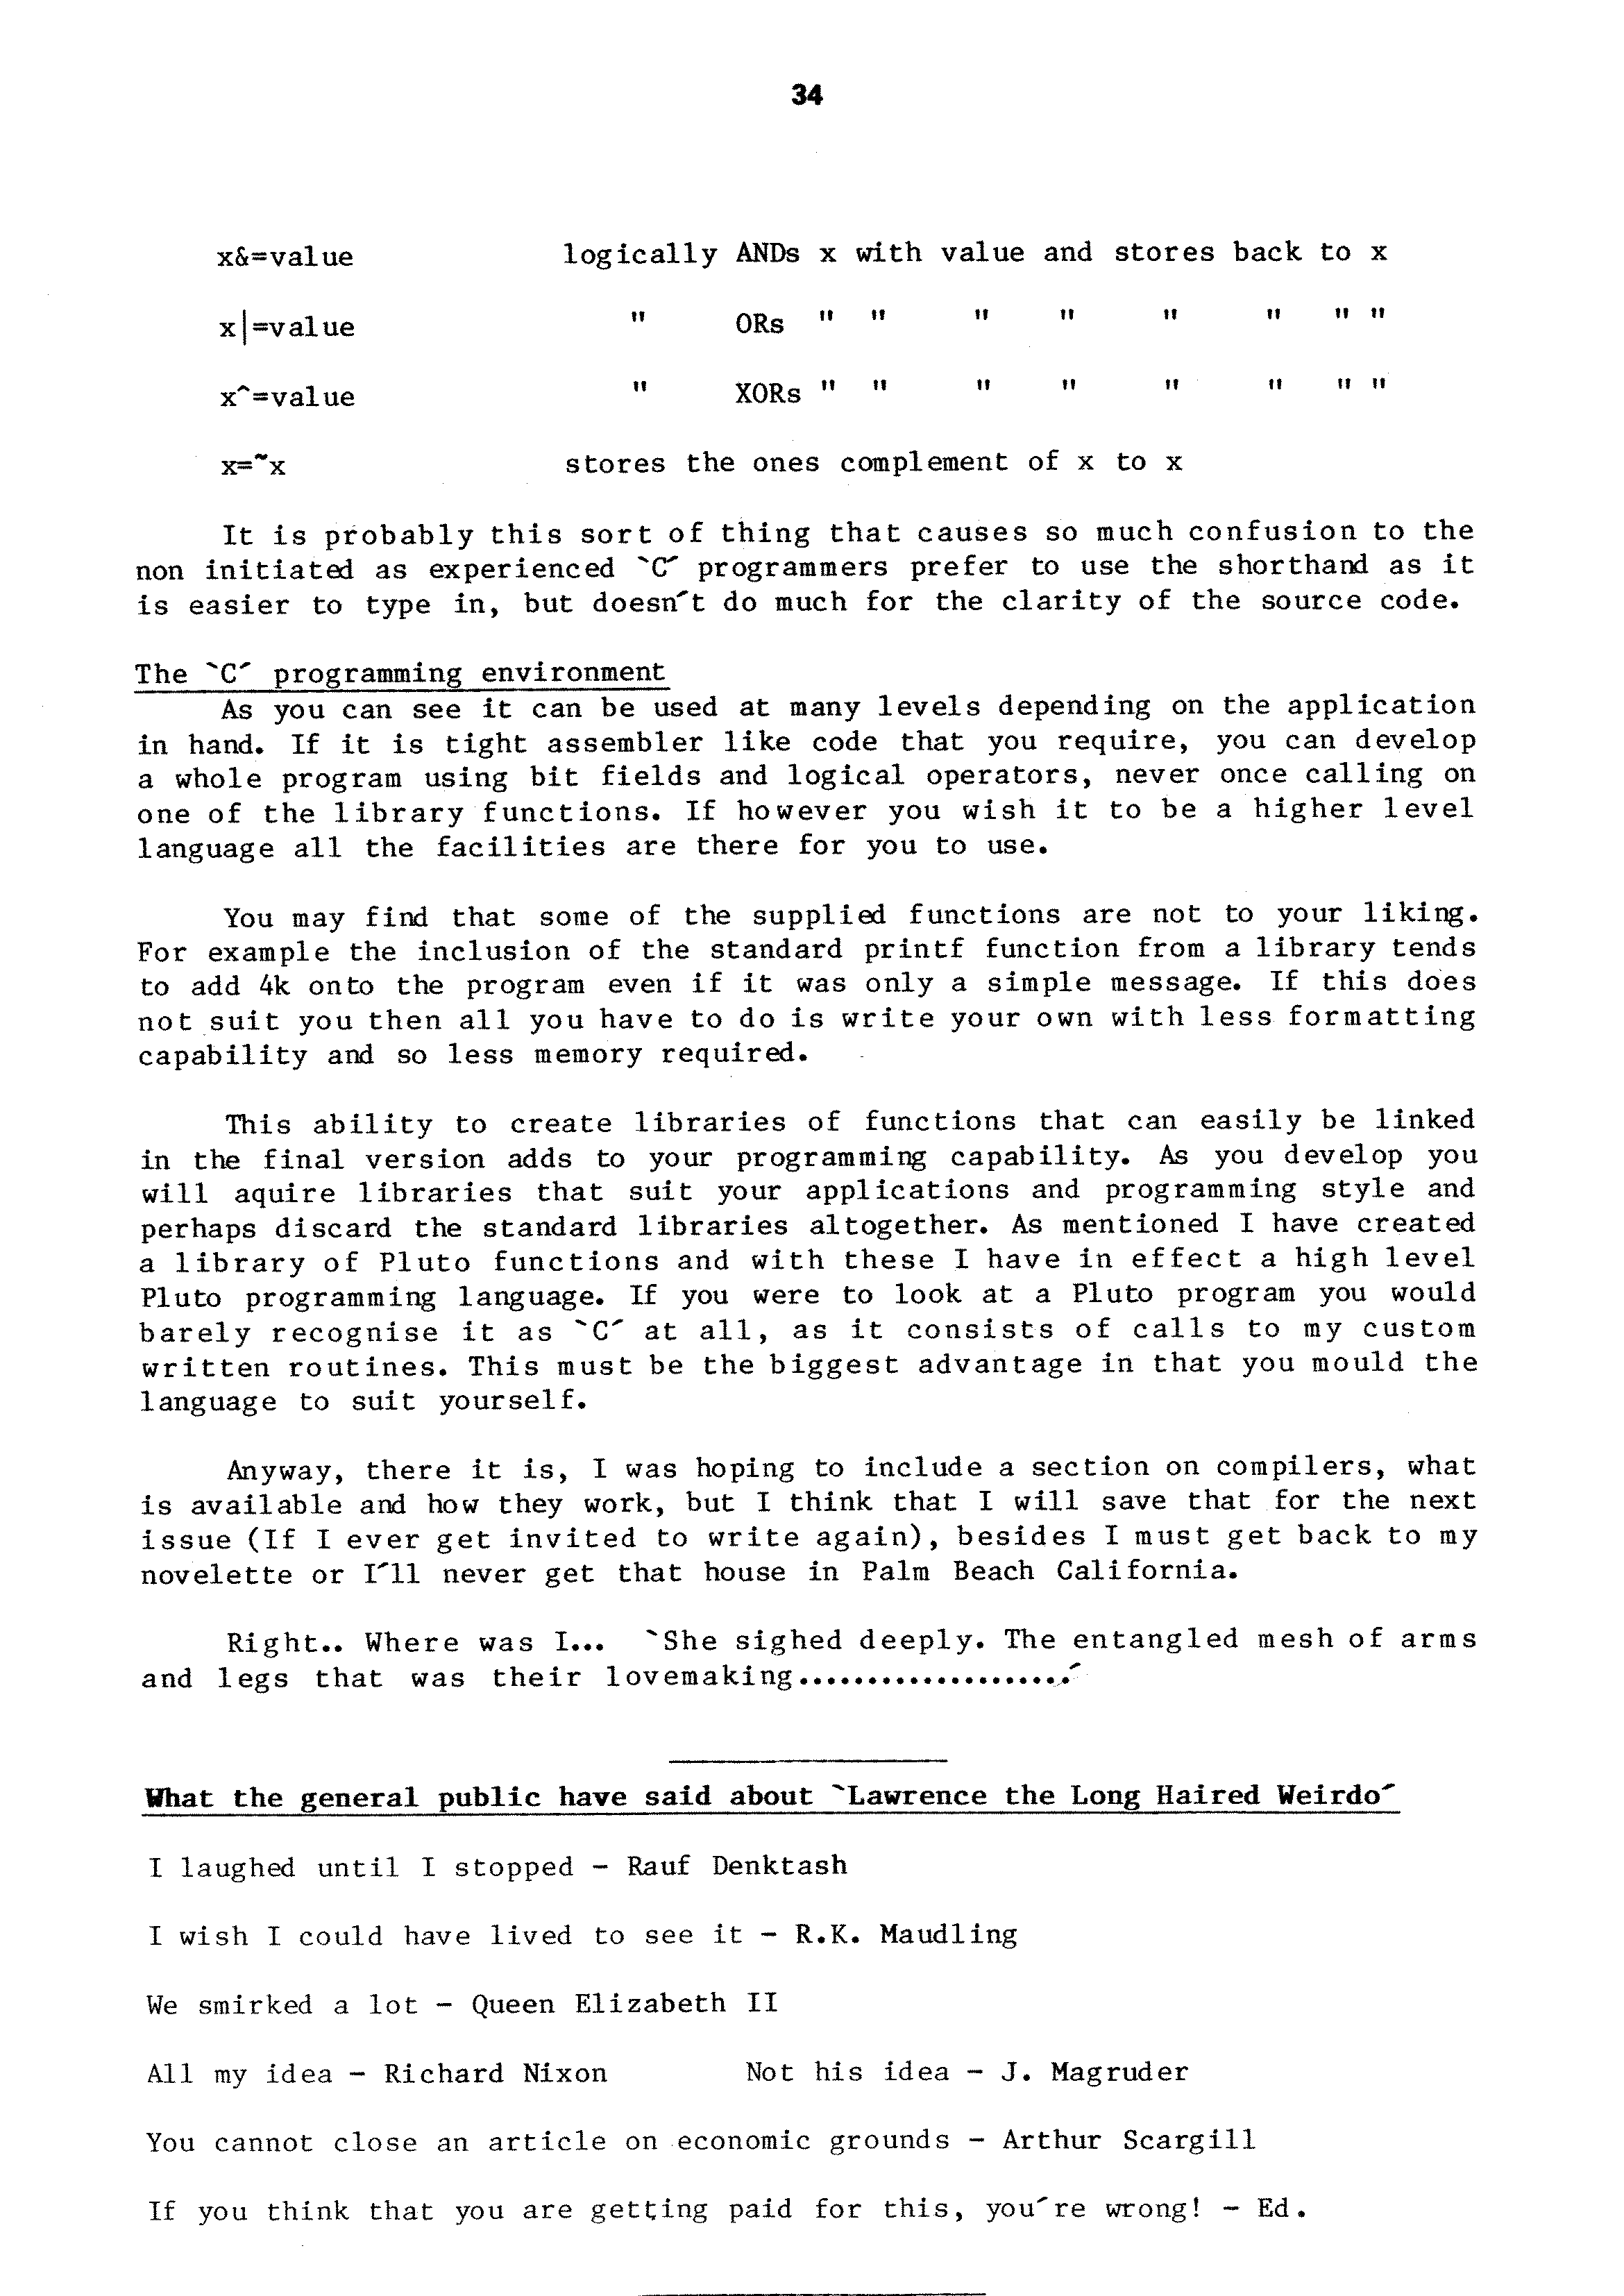 34
x&=value logically ANDs x with value and stores back to x
x|=value " ORs " " " " " " " "
x^=value " XORs " " " " " " " "
x=~x stores the ones complement of x to x
It is probably this sort of thing that causes so much confusion to the
non initiated as experienced `C´ programmers prefer to use the shorthand as it
is easier to type in, but doesn´t do much for the clarity of the source code.
The `C´ programming environment
As you can see it can be used at many levels depending on the application
in hand. If it is tight assembler like code that you require, you can develop
a whole program using bit fields and logical operators, never once calling on
one of the library functions. If however you wish it to be a higher level
language all the facilities are there for you to use.
You may find that some of the supplied functions are not to your liking.
For example the inclusion of the standard printf function from a library tends
to add 4k onto the program even if it was only a simple message. If this does
not suit you then all you have to do is write your own with less formatting
capability and so less memory required.
This ability to create libraries of functions that can easily be linked
in the final version adds to your programming capability. As you develop you
will aquire libraries that suit your applications and programming style and
perhaps discard the standard libraries altogether. As mentioned I have created
a library of Pluto functions and with these I have in effect a high level
Pluto programming language. If you were to look at a Pluto program you would
barely recognise it as `C´ at all, as it consists of calls to my custom
written routines. This must be the biggest advantage in that you mould the
language to suit yourself.
Anyway, there it is, I was hoping to include a section on compilers, what
is available and how they work, but I think that I will save that for the next
issue (If I ever get invited to write again), besides I must get back to my
novelette or I´ll never get that house in Palm Beach California.
Right.. Where was I... `She sighed deeply. The entangled mesh of arms
and legs that was their lovemaking....................´
What the general public have said about `Lawrence the Long Haired Weirdo´
I laughed until I stopped - Rauf Denktash
I wish I could have lived to see it - R.K. Maudling
We smirked a lot - Queen Elizabeth II
All my idea - Richard Nixon Not his idea - J. Magruder
You cannot close an article on economic grounds - Arthur Scargill
If you think that you are getting paid for this, you´re wrong! - Ed.